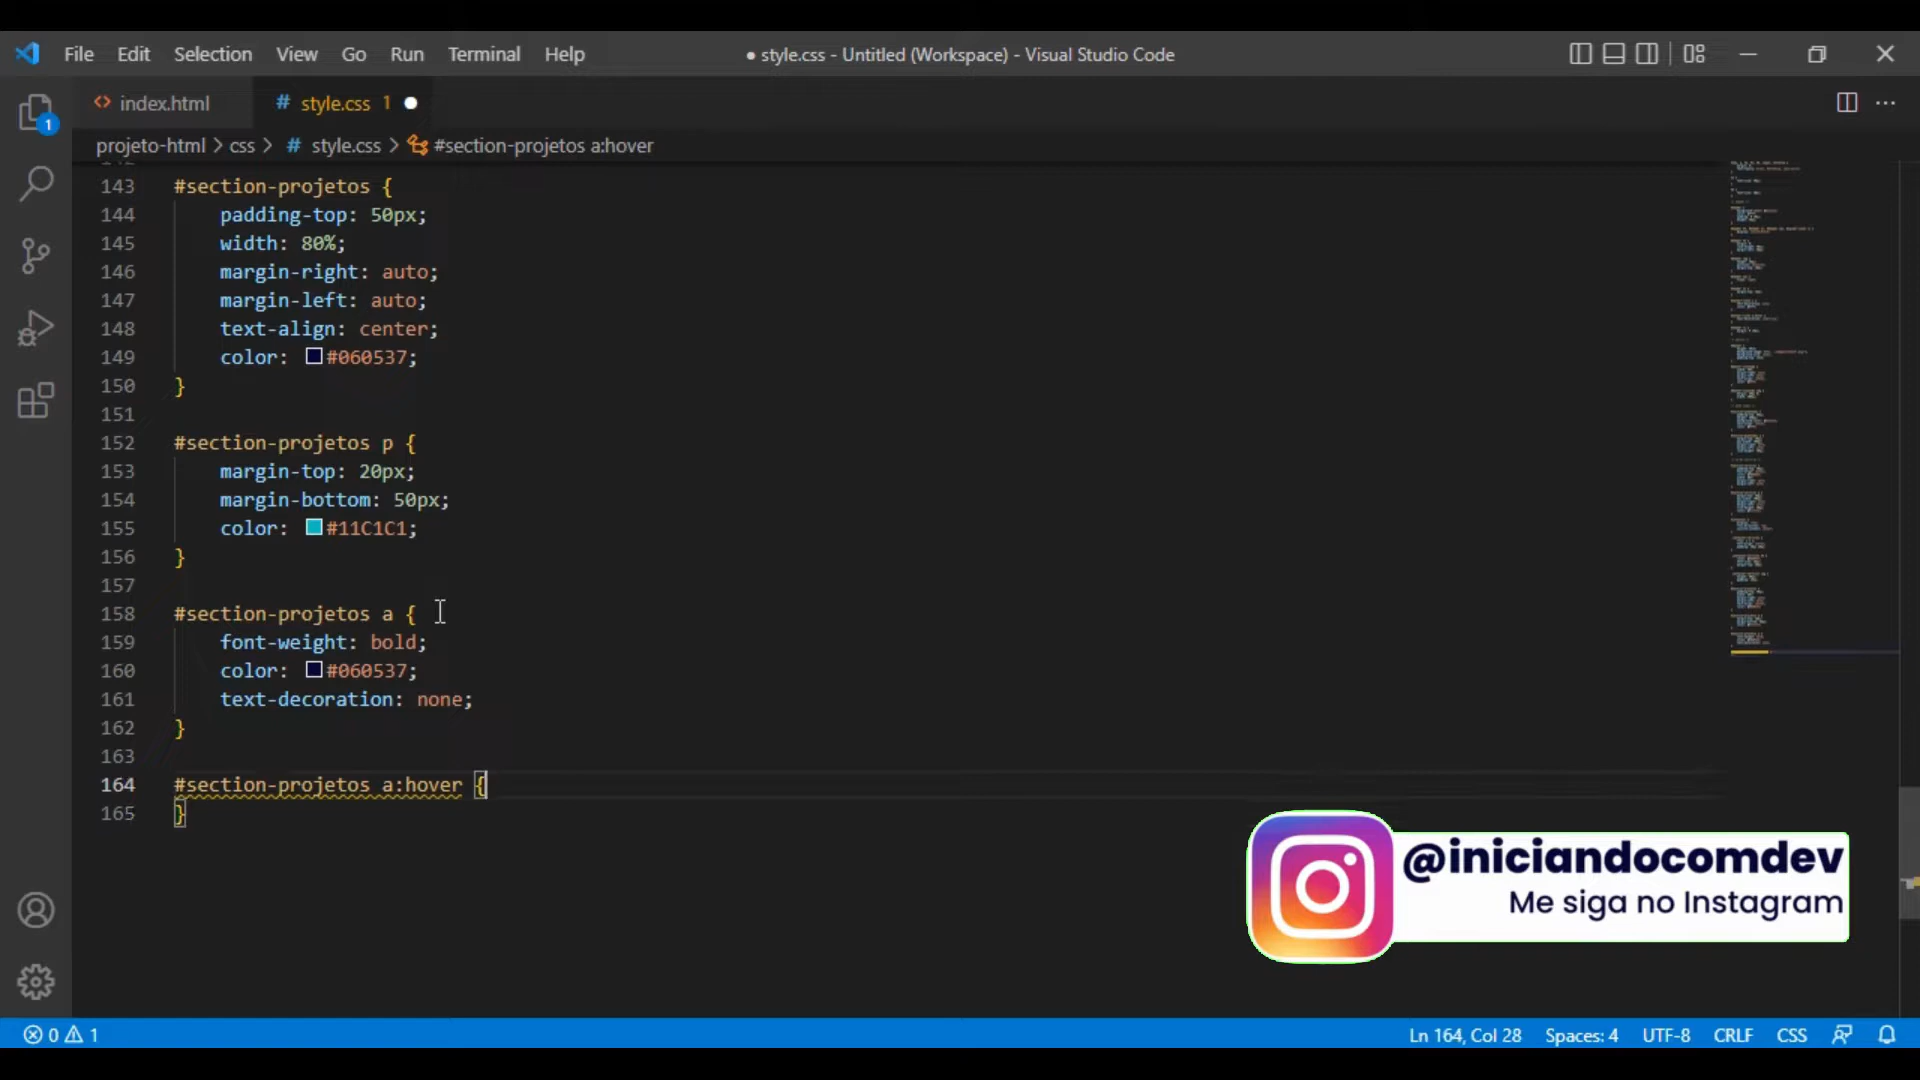 File Edit Selection View Go Run Terminal Help
● style.css - Untitled (Workspace) - Visual Studio Code
<> index.html
# style.css 1 ●
1
projeto-html > css > # style.css > #section-projetos a:hover
143 #section-projetos {
144 padding-top: 50px;
145 width: 80%;
146 margin-right: auto;
147 margin-left: auto;
148 text-align: center;
149 color: #060537;
150 }
151
152 #section-projetos p {
153 margin-top: 20px;
154 margin-bottom: 50px;
155 color: #11C1C1;
156 }
157
158 #section-projetos a {
159 font-weight: bold;
160 color: #060537;
161 text-decoration: none;
162 }
163
164 #section-projetos a:hover {
165 }
@iniciandocomdev
Me siga no Instagram
0 1
Ln 164, Col 28 Spaces: 4 UTF-8 CRLF CSS